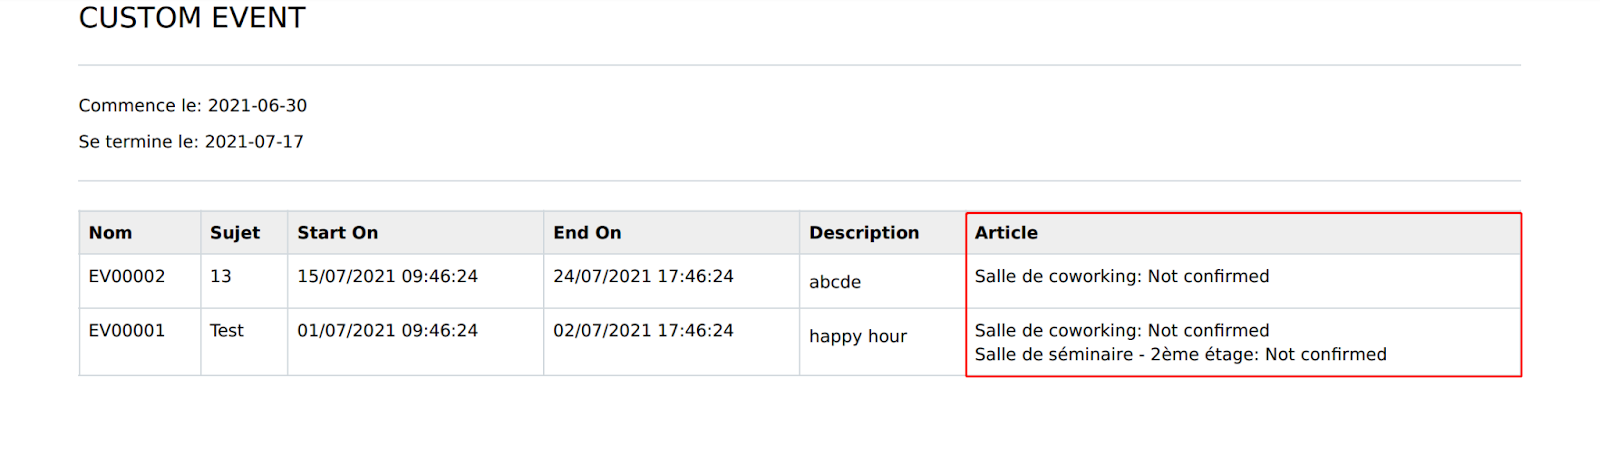 CUSTOM EVENT
Commence le: 2021-06-30
Se termine le: 2021-07-17
Nom Sujet Start On End On Description Article
EV00002 13 15/07/2021 09:46:24 24/07/2021 17:46:24 abcde Salle de coworking: Not confirmed
EV00001 Test 01/07/2021 09:46:24 02/07/2021 17:46:24 happy hour Salle de coworking: Not confirmed
Salle de séminaire - 2ème étage: Not confirmed